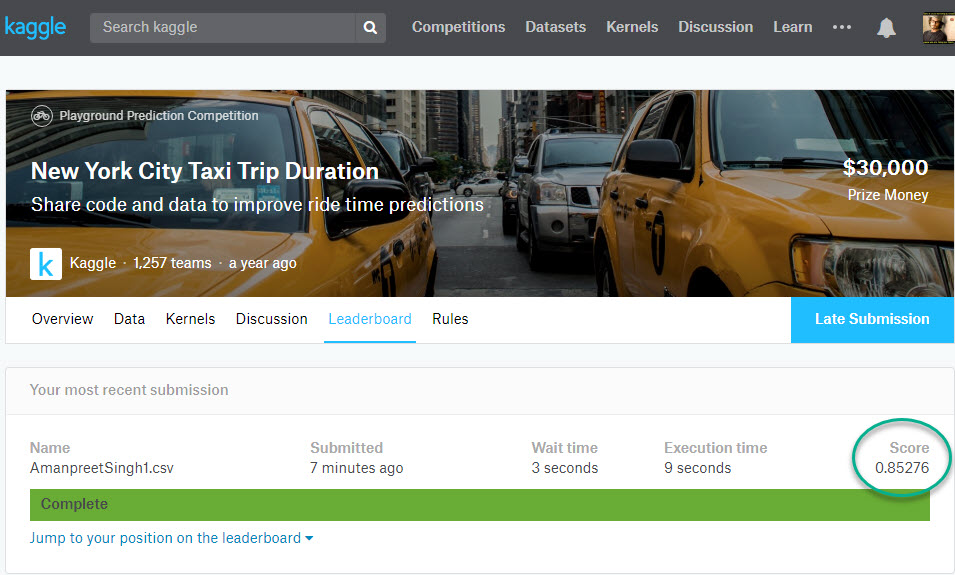 kaggle
Search kaggle
Competitions Datasets Kernels Discussion Learn •••
Playground Prediction Competition
New York City Taxi Trip Duration
$30,000
Share code and data to improve ride time predictions
Prize Money
k
Kaggle · 1,257 teams · a year ago
Overview Data Kernels Discussion Leaderboard Rules
Late Submission
Your most recent submission
Name Submitted Wait time Execution time Score
AmanpreetSingh1.csv 7 minutes ago 3 seconds 9 seconds 0.85276
Complete
Jump to your position on the leaderboard